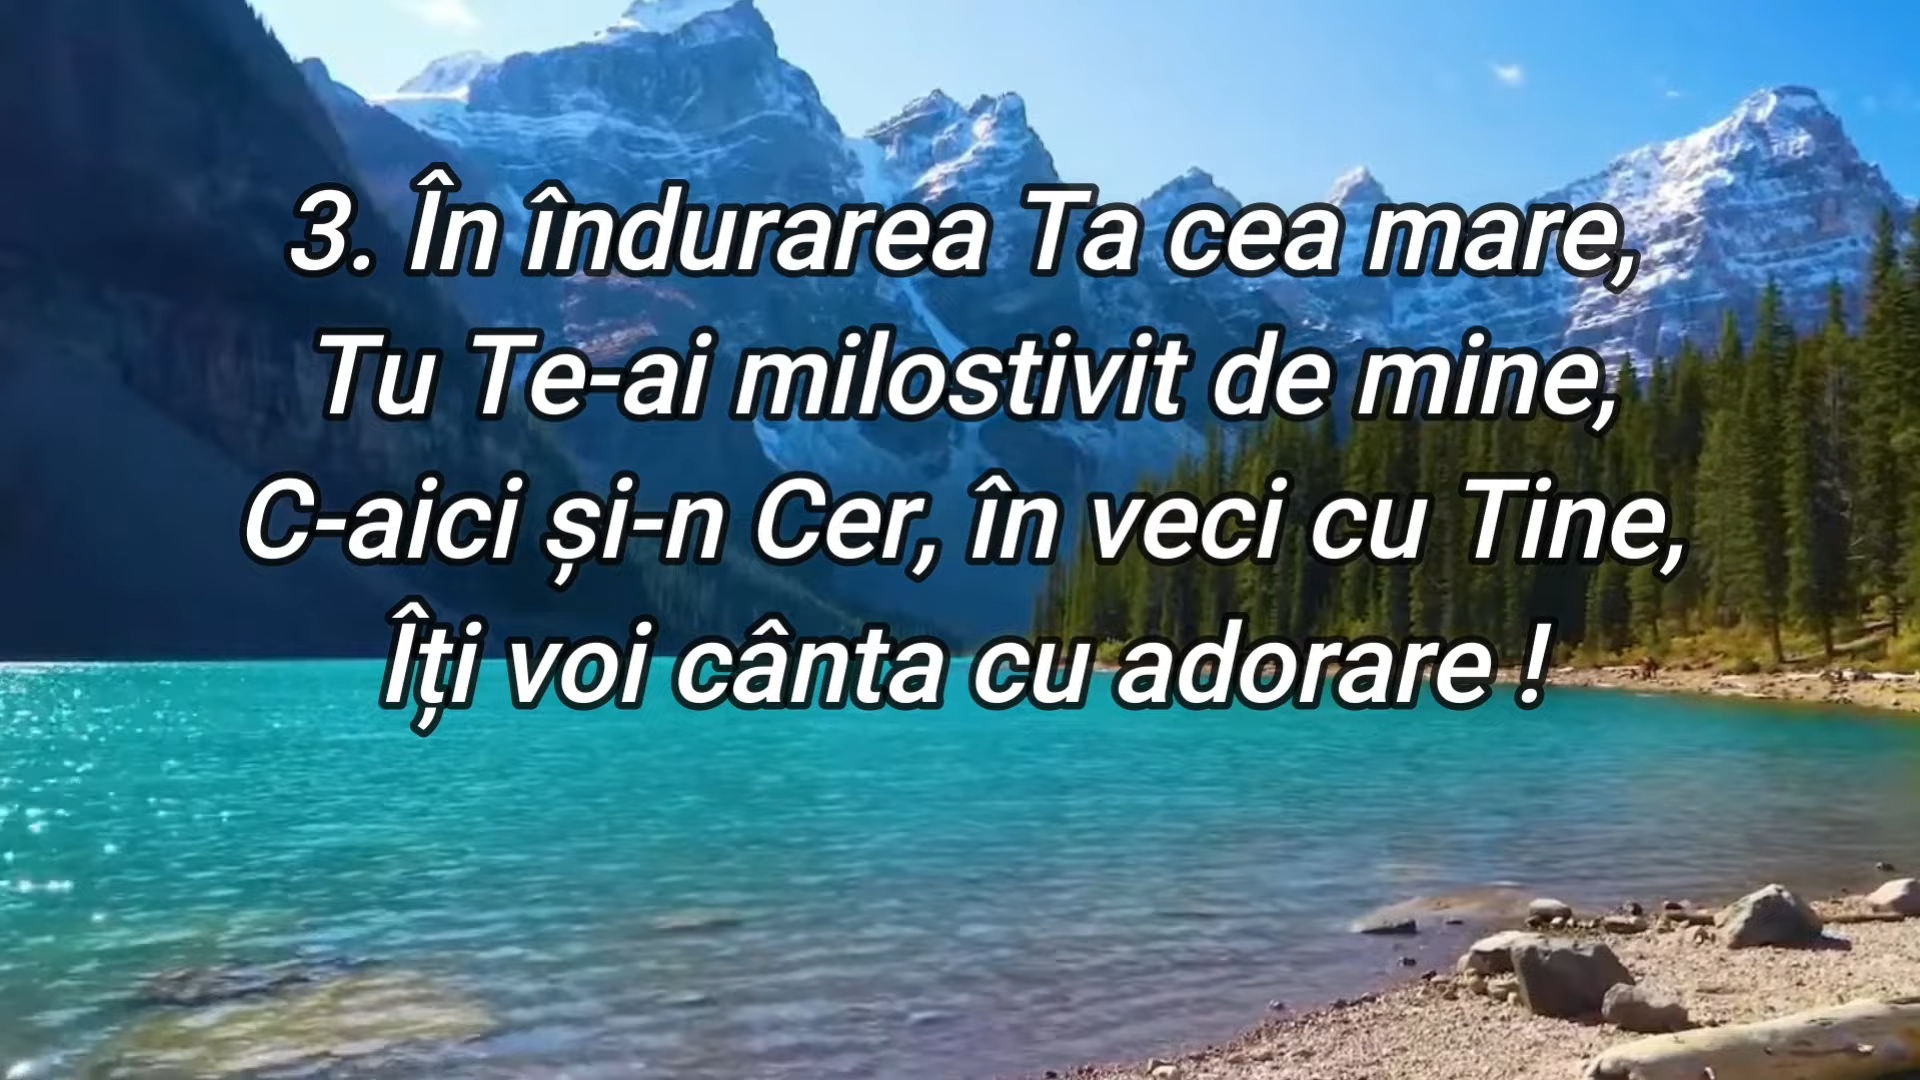 3. În îndurarea Ta cea mare,
Tu Te-ai milostivit de mine,
C-aici și-n Cer, în veci cu Tine,
Îți voi cânta cu adorare !